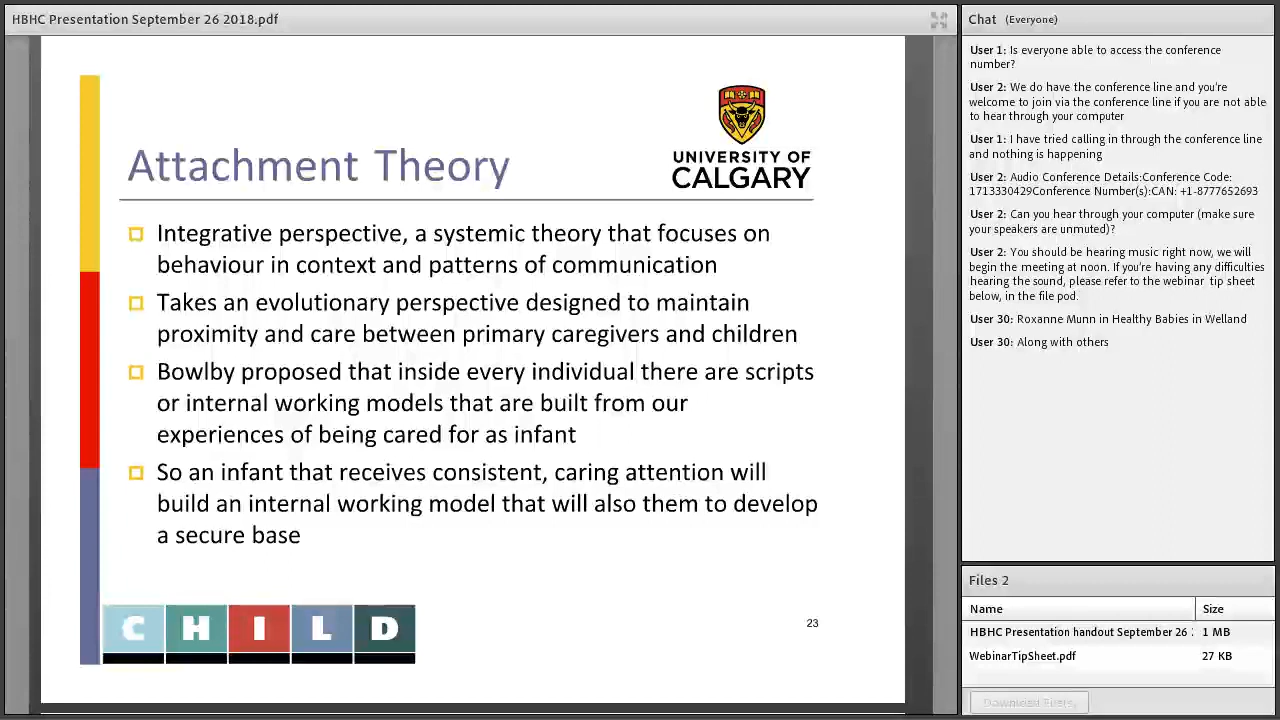 HBHC Presentation September 26 2018.pdf
Attachment Theory
UNIVERSITY OF
CALGARY
Integrative perspective, a systemic theory that focuses on
behaviour in context and patterns of communication
Takes an evolutionary perspective designed to maintain
proximity and care between primary caregivers and children
Bowlby proposed that inside every individual there are scripts
or internal working models that are built from our
experiences of being cared for as infant
So an infant that receives consistent, caring attention will
build an internal working model that will also them to develop
a secure base
CHILD
23
Chat (Everyone)
User 1: Is everyone able to access the conference
number?
User 2: We do have the conference line and you're
welcome to join via the conference line if you are not able
to hear through your computer
User 1: I have tried calling in through the conference line
and nothing is happening
User 2: Audio Conference Details:Conference Code:
1713330429Conference Number(s):CAN: +1-8777652693
User 2: Can you hear through your computer (make sure
your speakers are unmuted)?
User 2: You should be hearing music right now, we will
begin the meeting at noon. If you're having any difficulties
hearing the sound, please refer to the webinar tip sheet
below, in the file pod.
User 30: Roxanne Munn in Healthy Babies in Welland
User 30: Along with others
Files 2
Name Size
HBHC Presentation handout September 26 1 MB
WebinarTipSheet.pdf 27 KB
Download Files